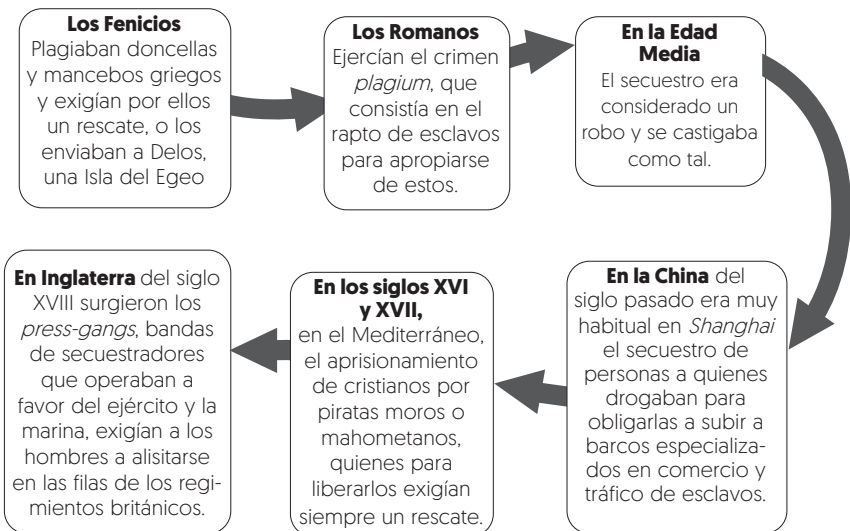 Los Fenicios
Plagiaban doncellas
y mancebos griegos
y exigían por ellos
un rescate, o los
enviaban a Delos,
una Isla del Egeo
Los Romanos
Ejercían el crimen
plagium, que
consistía en el
rapto de esclavos
para apropiarse
de estos.
En la Edad
Media
El secuestro era
considerado un
robo y se castigaba
como tal.
En la China del
siglo pasado era muy
habitual en Shanghai
el secuestro de
personas a quienes
drogaban para
obligarlas a subir a
barcos especializa-
dos en comercio y
tráfico de esclavos.
En los siglos XVI
y XVII,
en el Mediterráneo,
el aprisionamiento
de cristianos por
piratas moros o
mahometanos,
quienes para
liberarlos exigían
siempre un rescate.
En Inglaterra del siglo
XVIII surgieron los
press-gangs, bandas
de secuestradores
que operaban a
favor del ejército y la
marina, exigían a los
hombres a alisitarse
en las filas de los regi-
mientos británicos.